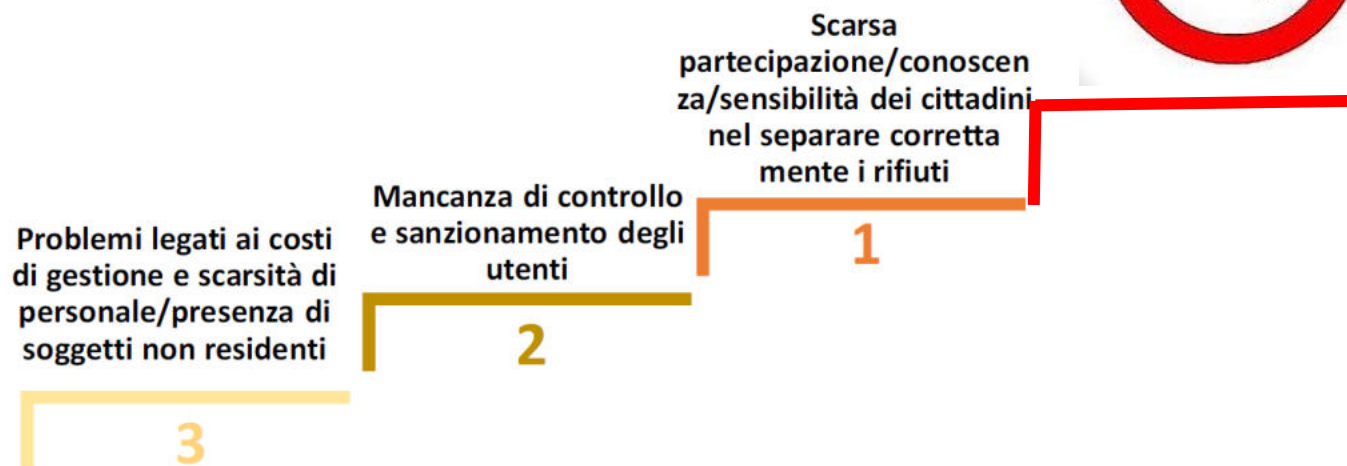 Scarsa
partecipazione/conoscen
za/sensibilità dei cittadini
nel separare corretta
mente i rifiuti
1
Mancanza di controllo
e sanzionamento degli
utenti
2
Problemi legati ai costi
di gestione e scarsità di
personale/presenza di
soggetti non residenti
3